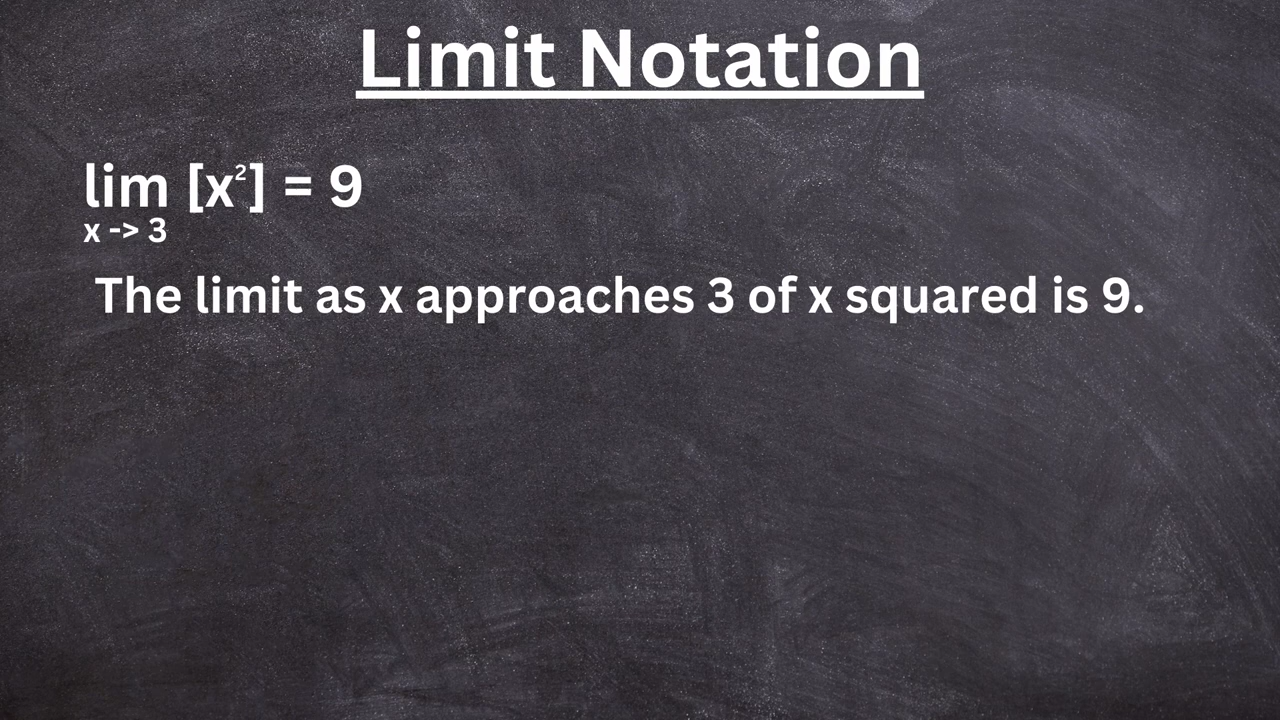 Limit Notation
lim [x²] = 9
x -> 3
The limit as x approaches 3 of x squared is 9.